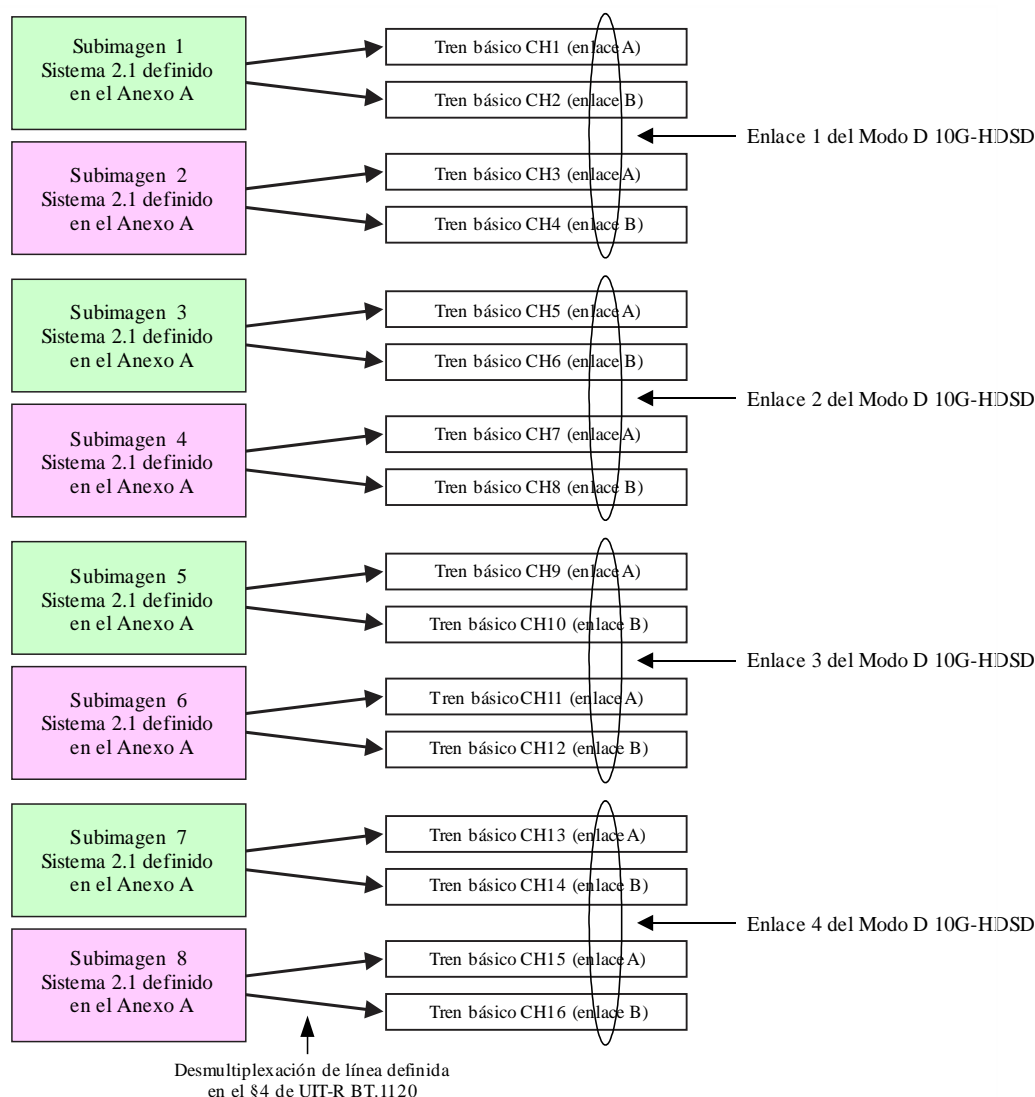 Subimagen 1
Sistema 2.1 definido
en el Anexo A
Tren básico CH1 (enlace A)
Tren básico CH2 (enlace B)
Enlace 1 del Modo D 10G-HDSD
Subimagen 2
Sistema 2.1 definido
en el Anexo A
Tren básico CH3 (enlace A)
Tren básico CH4 (enlace B)
Subimagen 3
Sistema 2.1 definido
en el Anexo A
Tren básico CH5 (enlace A)
Tren básico CH6 (enlace B)
Enlace 2 del Modo D 10G-HDSD
Subimagen 4
Sistema 2.1 definido
en el Anexo A
Tren básico CH7 (enlace A)
Tren básico CH8 (enlace B)
Subimagen 5
Sistema 2.1 definido
en el Anexo A
Tren básico CH9 (enlace A)
Tren básico CH10 (enlace B)
Enlace 3 del Modo D 10G-HDSD
Subimagen 6
Sistema 2.1 definido
en el Anexo A
Tren básico CH11 (enlace A)
Tren básico CH12 (enlace B)
Subimagen 7
Sistema 2.1 definido
en el Anexo A
Tren básico CH13 (enlace A)
Tren básico CH14 (enlace B)
Enlace 4 del Modo D 10G-HDSD
Subimagen 8
Sistema 2.1 definido
en el Anexo A
Tren básico CH15 (enlace A)
Tren básico CH16 (enlace B)
Desmultiplexación de línea definida
en el §4 de UIT-R BT.1120